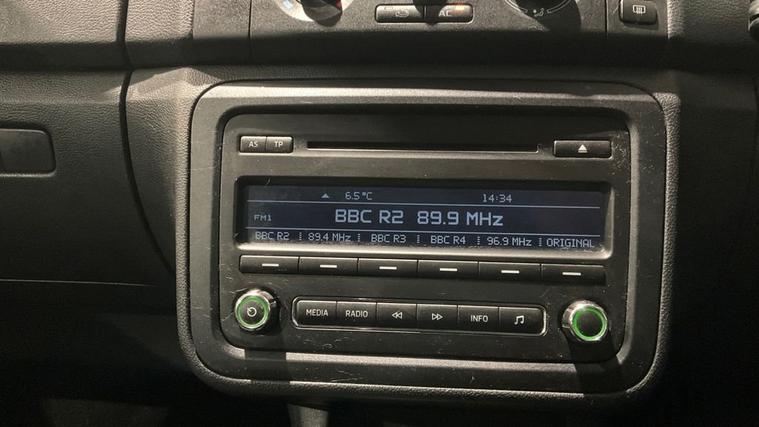 AC
AS TP
6.5°C 14:34
FM1 BBC R2 89.9 MHz
BBC R2 89.4 MHz BBC R3 BBC R4 96.9 MHz ORIGINAL
MEDIA RADIO INFO